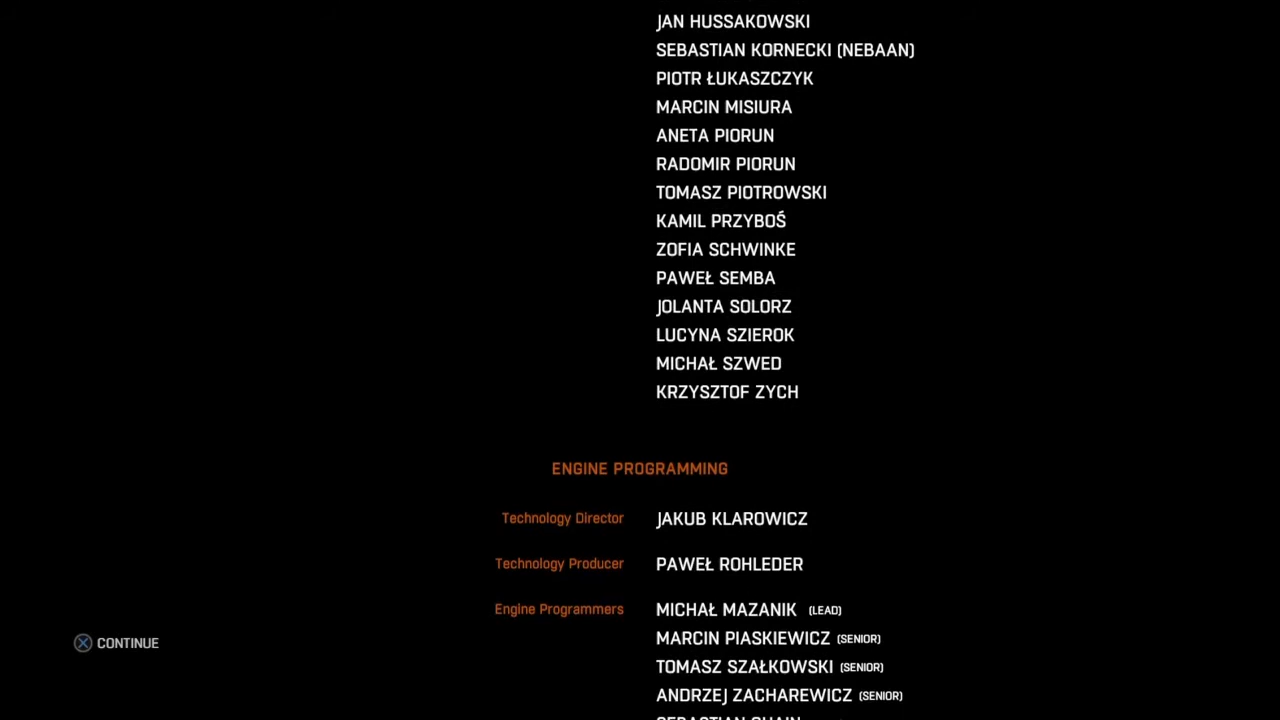 JAN HUSSAKOWSKI
SEBASTIAN KORNECKI (NEBAAN)
PIOTR ŁUKASZCZYK
MARCIN MISIURA
ANETA PIORUN
RADOMIR PIORUN
TOMASZ PIOTROWSKI
KAMIL PRZYBOŚ
ZOFIA SCHWINKE
PAWEŁ SEMBA
JOLANTA SOLORZ
LUCYNA SZIEROK
MICHAŁ SZWED
KRZYSZTOF ZYCH
ENGINE PROGRAMMING
Technology Director JAKUB KLAROWICZ
Technology Producer PAWEŁ ROHLEDER
Engine Programmers MICHAŁ MAZANIK (LEAD)
MARCIN PIASKIEWICZ (SENIOR)
TOMASZ SZAŁKOWSKI (SENIOR)
ANDRZEJ ZACHAREWICZ (SENIOR)
SEBASTIAN
CONTINUE